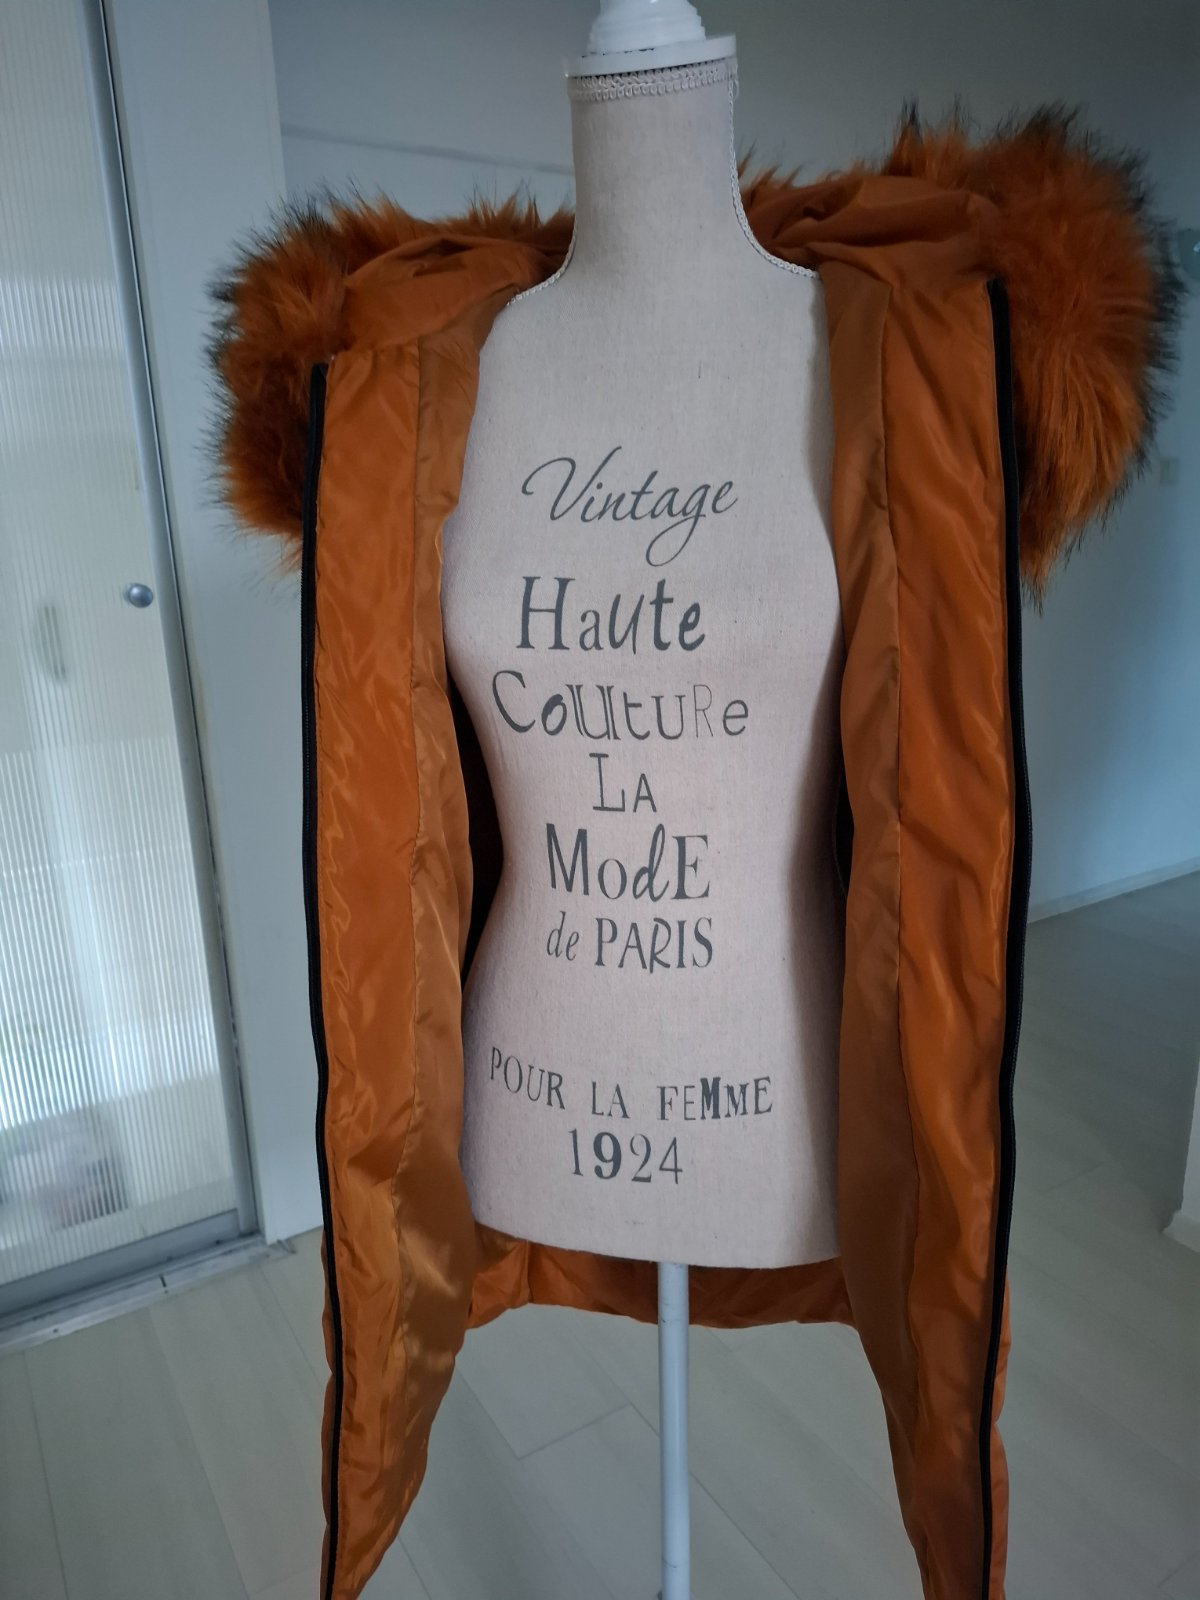 Vintage
Haute
CoUtuRe
LA
ModE
de PARIS
POUR LA FEMME
1924